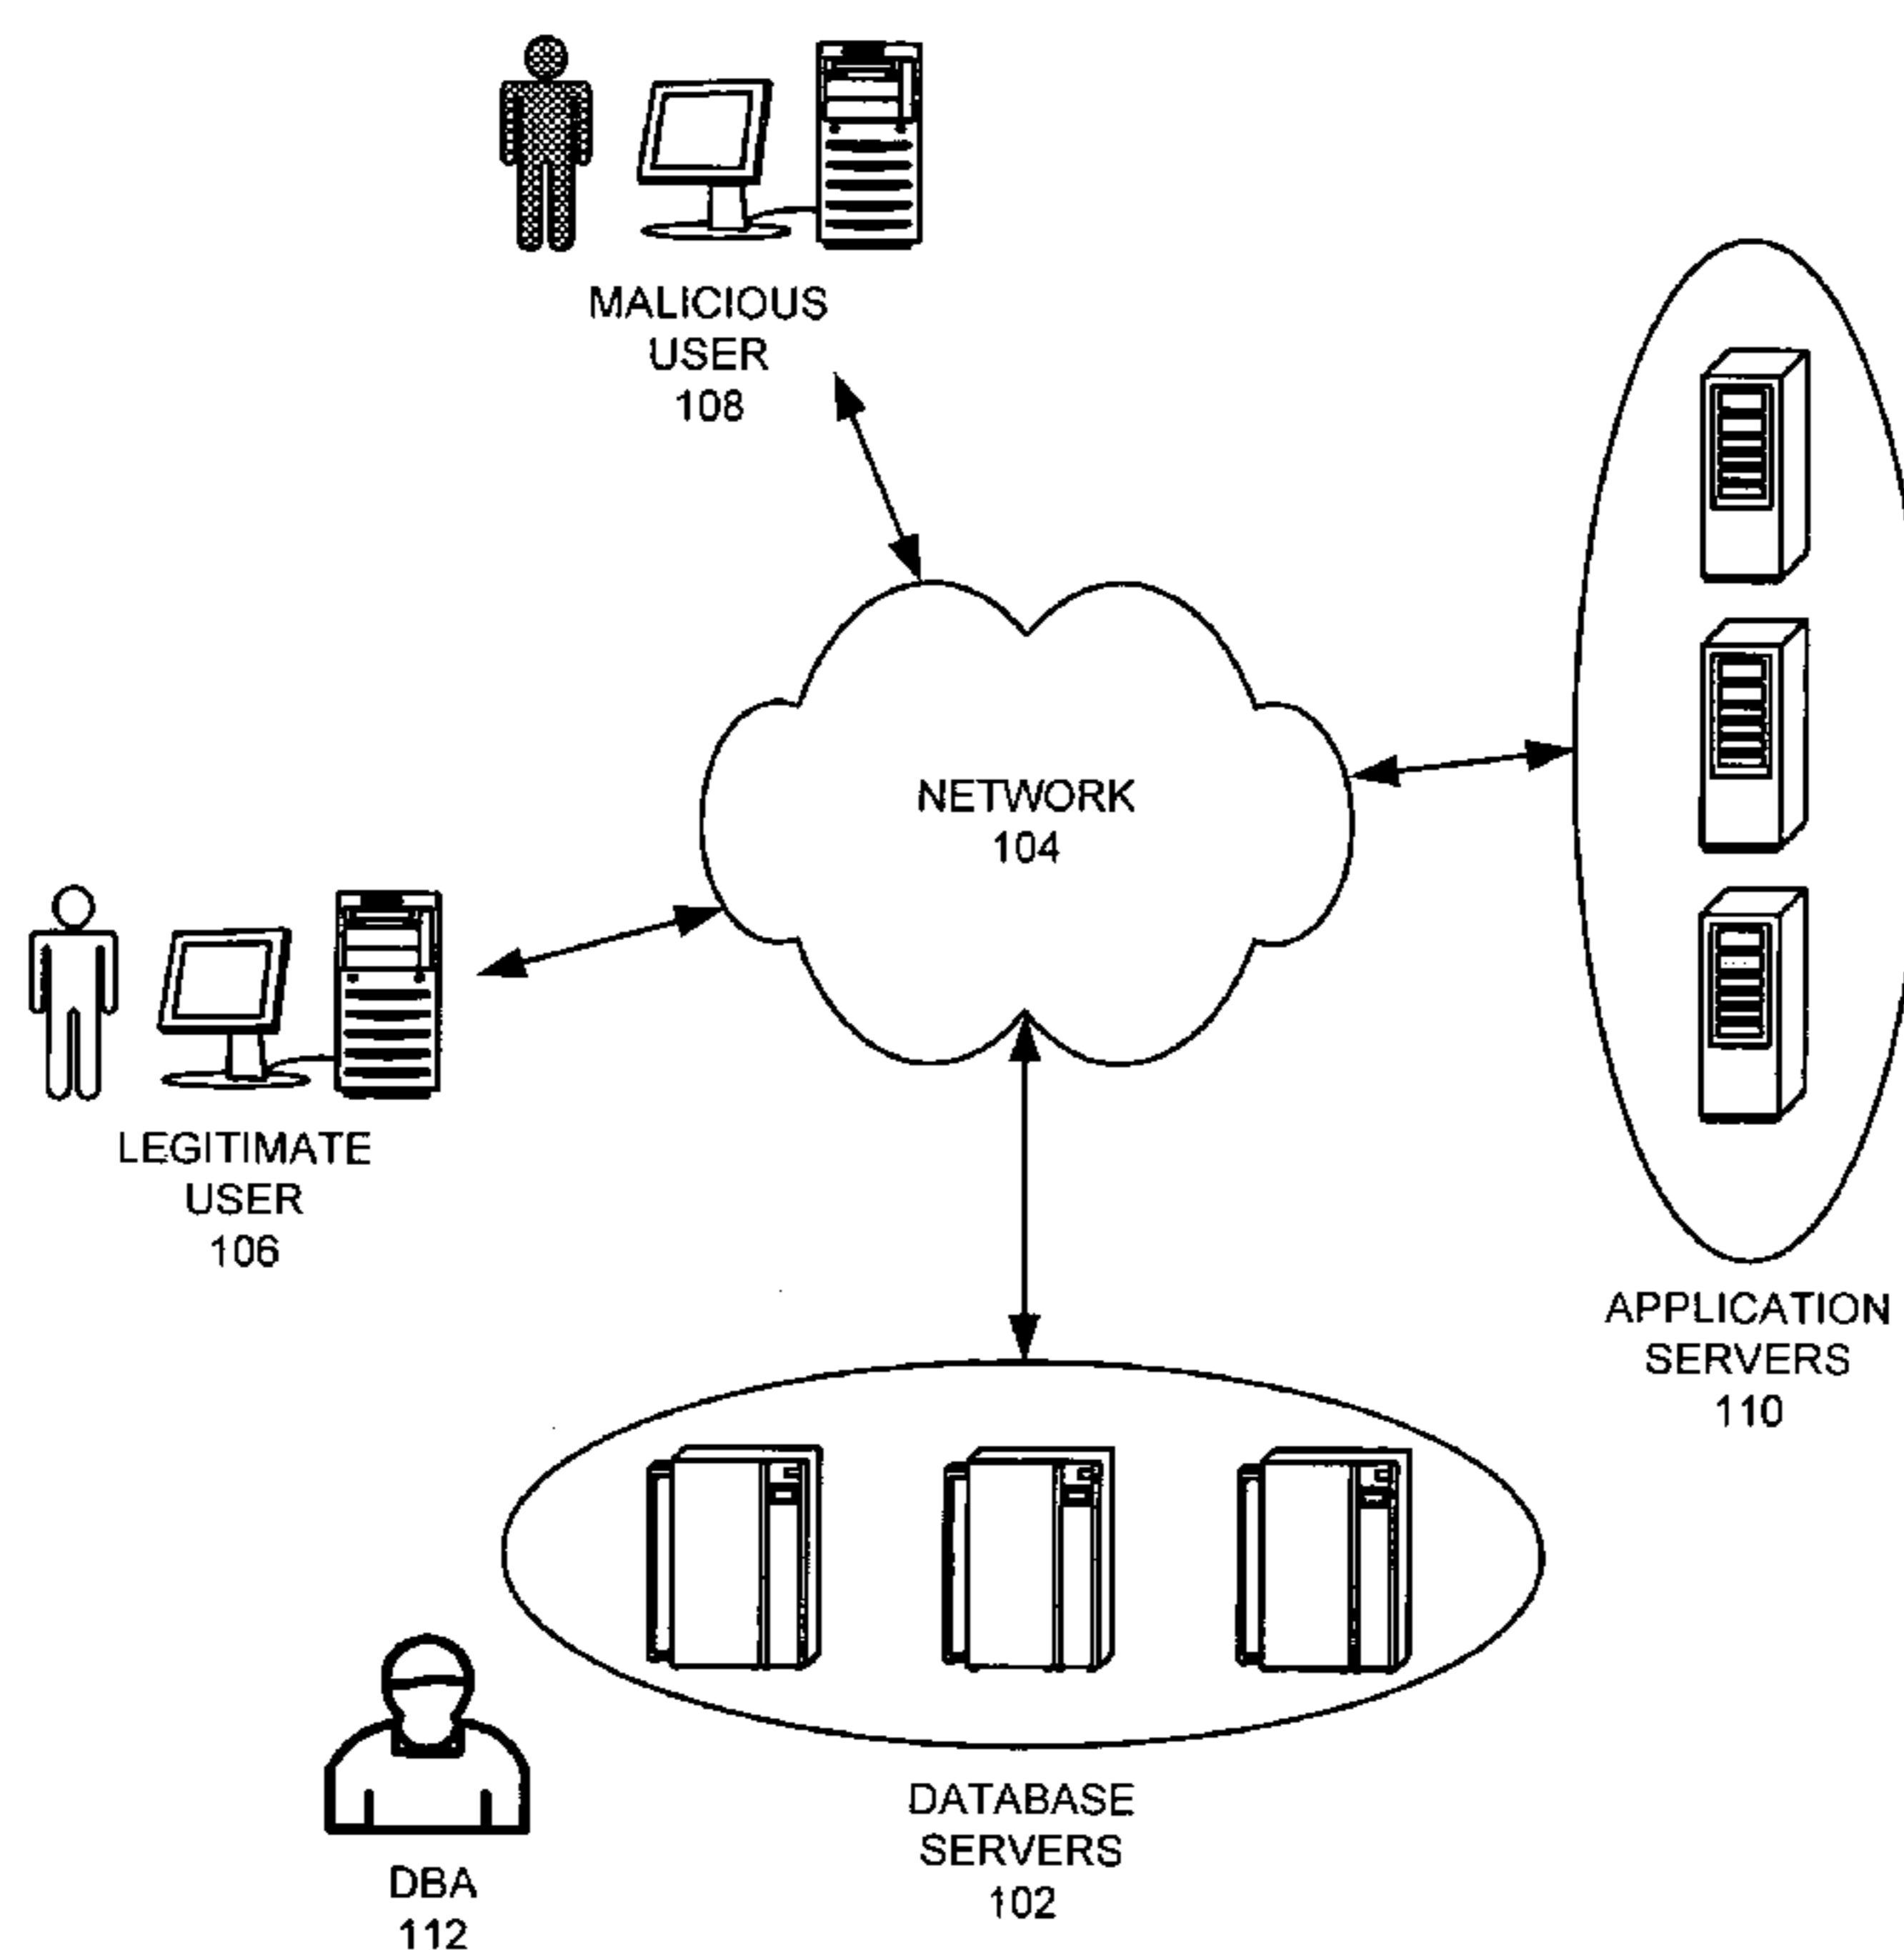 MALICIOUS
USER
108
NETWORK
104
LEGITIMATE
USER
106
APPLICATION
SERVERS
110
DATABASE
SERVERS
102
DBA
112